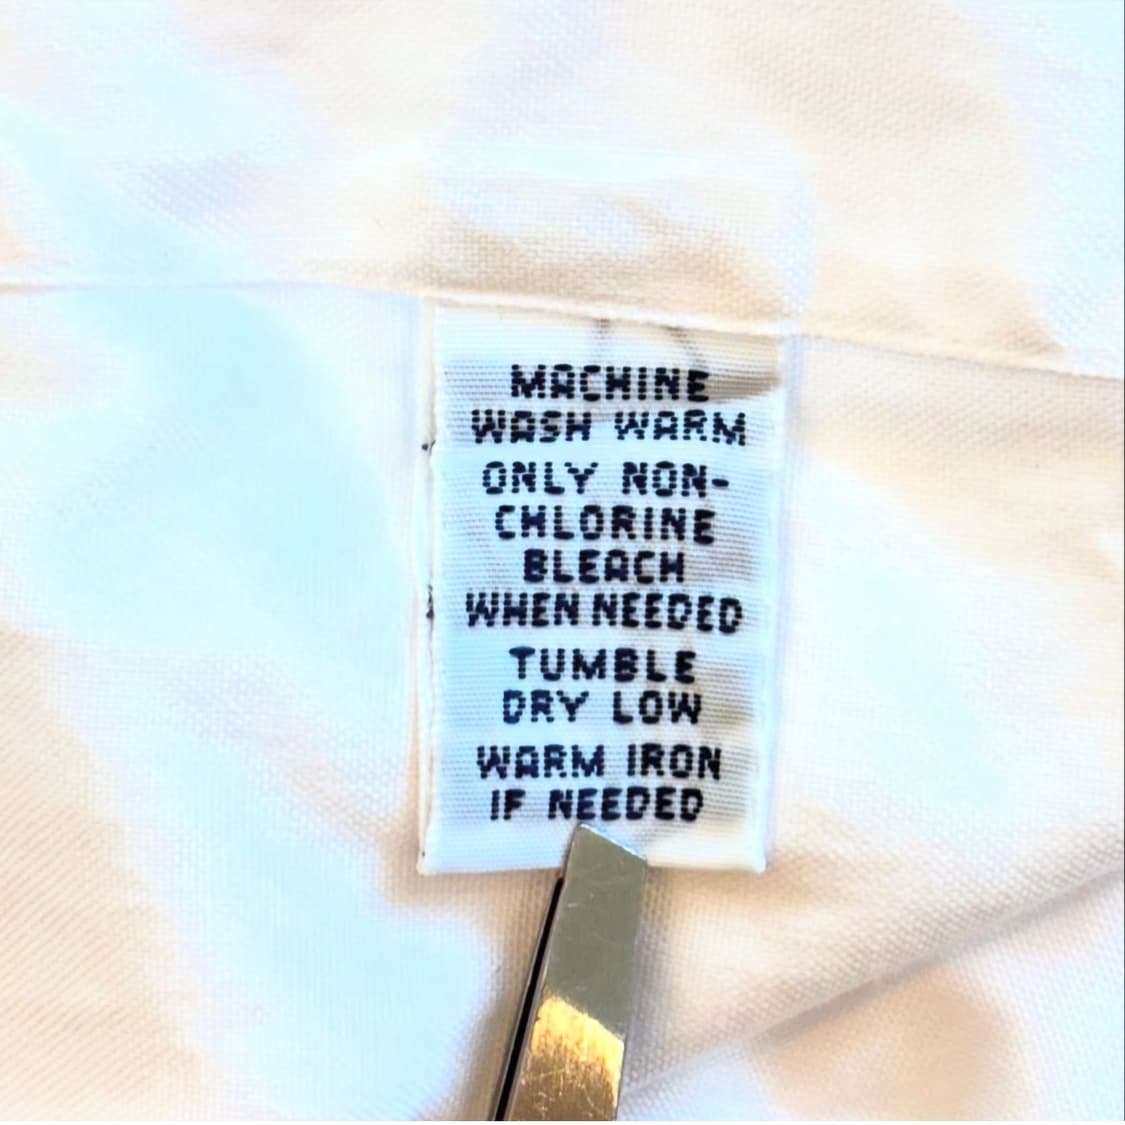 MACHINE
WASH WARM
ONLY NON-
CHLORINE
BLEACH
WHEN NEEDED
TUMBLE
DRY LOW
WARM IRON
IF NEEDED